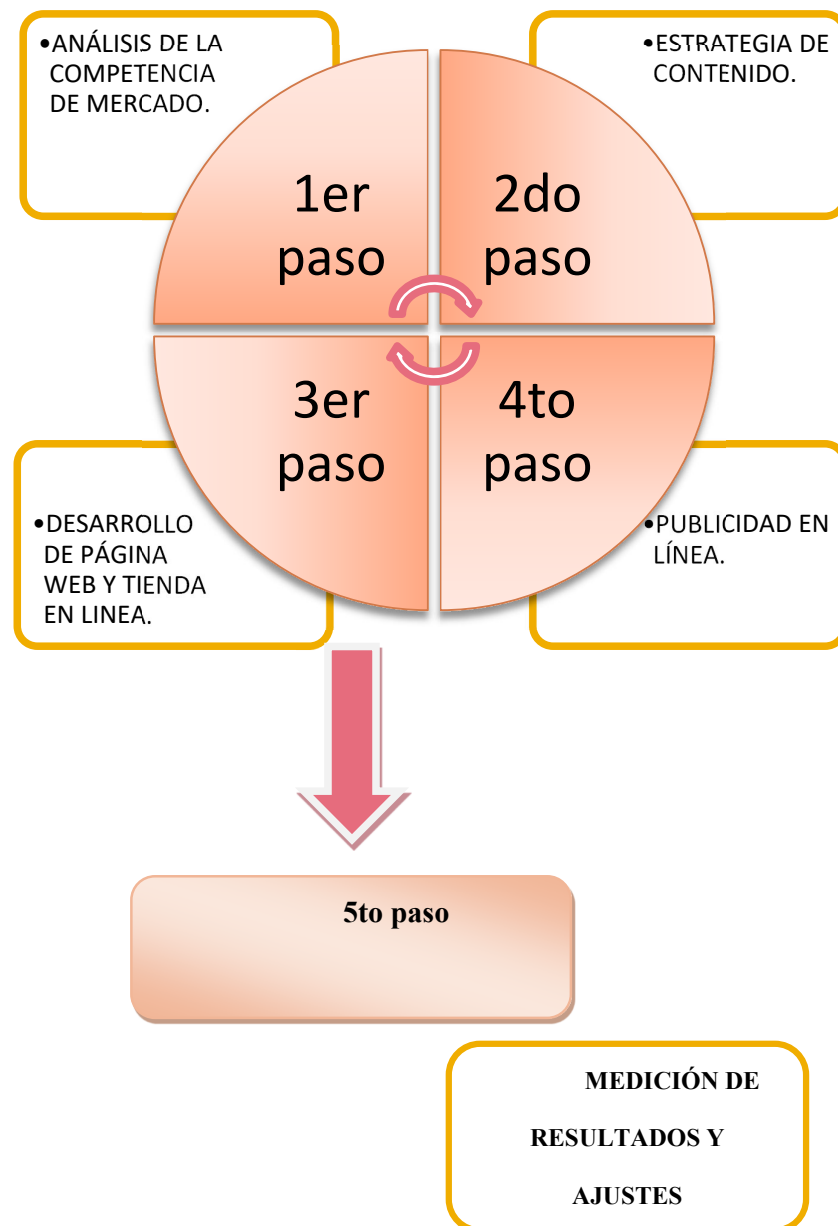 •ANÁLISIS DE LA
COMPETENCIA
DE MERCADO.
•ESTRATEGIA DE
CONTENIDO.
1er
paso
2do
paso
3er
paso
4to
paso
•DESARROLLO
DE PÁGINA
WEB Y TIENDA
EN LINEA.
•PUBLICIDAD EN
LÍNEA.
5to paso
MEDICIÓN DE
RESULTADOS Y
AJUSTES